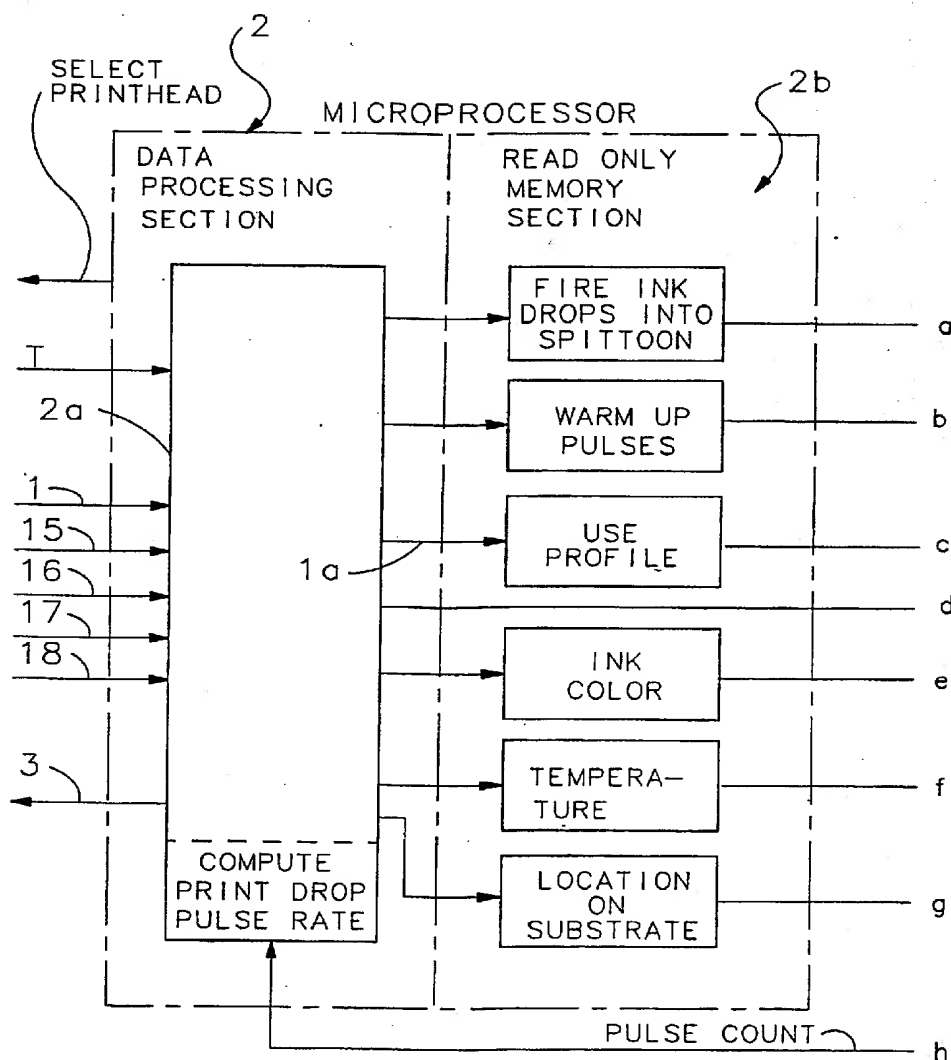 2
SELECT
PRINTHEAD
2b
MICROPROCESSOR
DATA
PROCESSING
SECTION
READ ONLY
MEMORY
SECTION
FIRE INK
DROPS INTO
SPITTOON
a
T
2a
WARM UP
PULSES
b
1
15
16
17
18
1a
USE
PROFILE
c
d
INK
COLOR
e
3
TEMPERA-
TURE
f
COMPUTE
PRINT DROP
PULSE RATE
LOCATION
ON
SUBSTRATE
g
PULSE COUNT
h